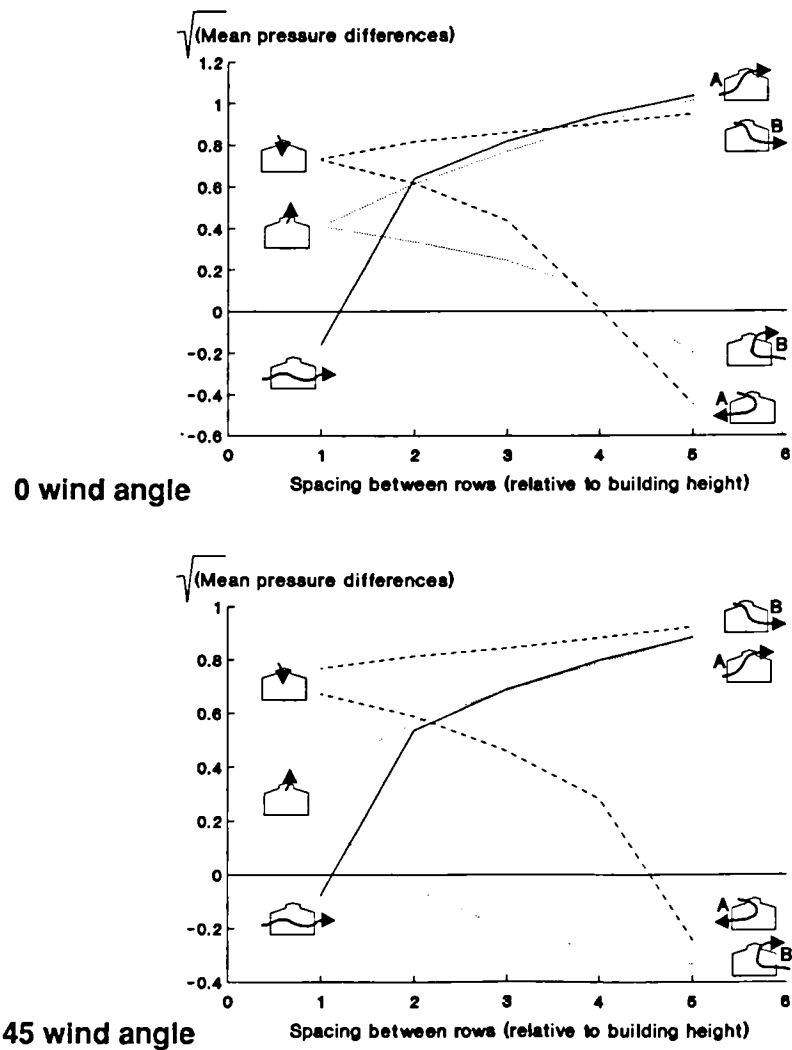 √(Mean pressure differences)
1.2
1
0.8
0.6
0.4
0.2
0
-0.2
-0.4
-0.6
A
B
B
A
0 1 2 3 4 5 6
0 wind angle
Spacing between rows (relative to building height)
√(Mean pressure differences)
1
0.8
0.6
0.4
0.2
0
-0.2
-0.4
B
A
A
B
0 1 2 3 4 5 6
45 wind angle
Spacing between rows (relative to building height)